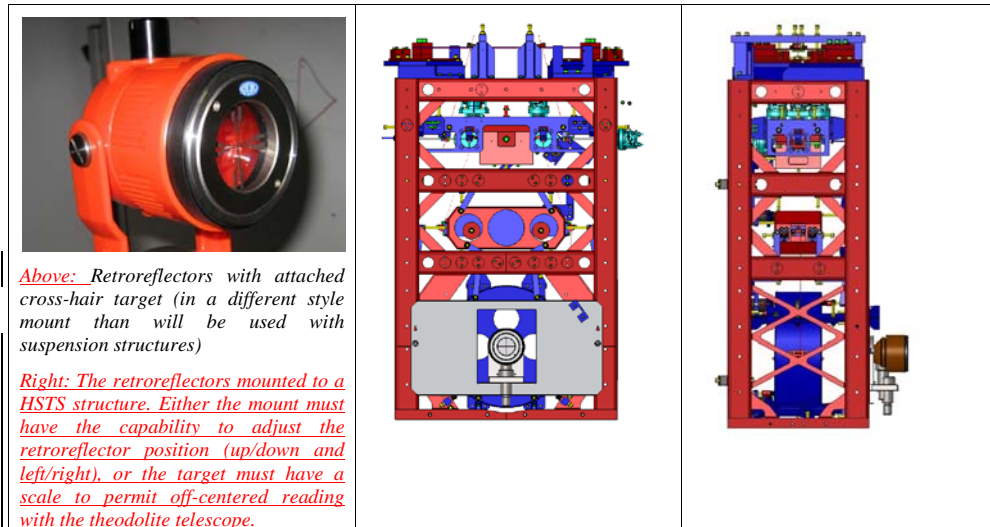 Above: Retroreflectors with attached
cross-hair target (in a different style
mount than will be used with
suspension structures)
Right: The retroreflectors mounted to a
HSTS structure. Either the mount must
have the capability to adjust the
retroreflector position (up/down and
left/right), or the target must have a
scale to permit off-centered reading
with the theodolite telescope.